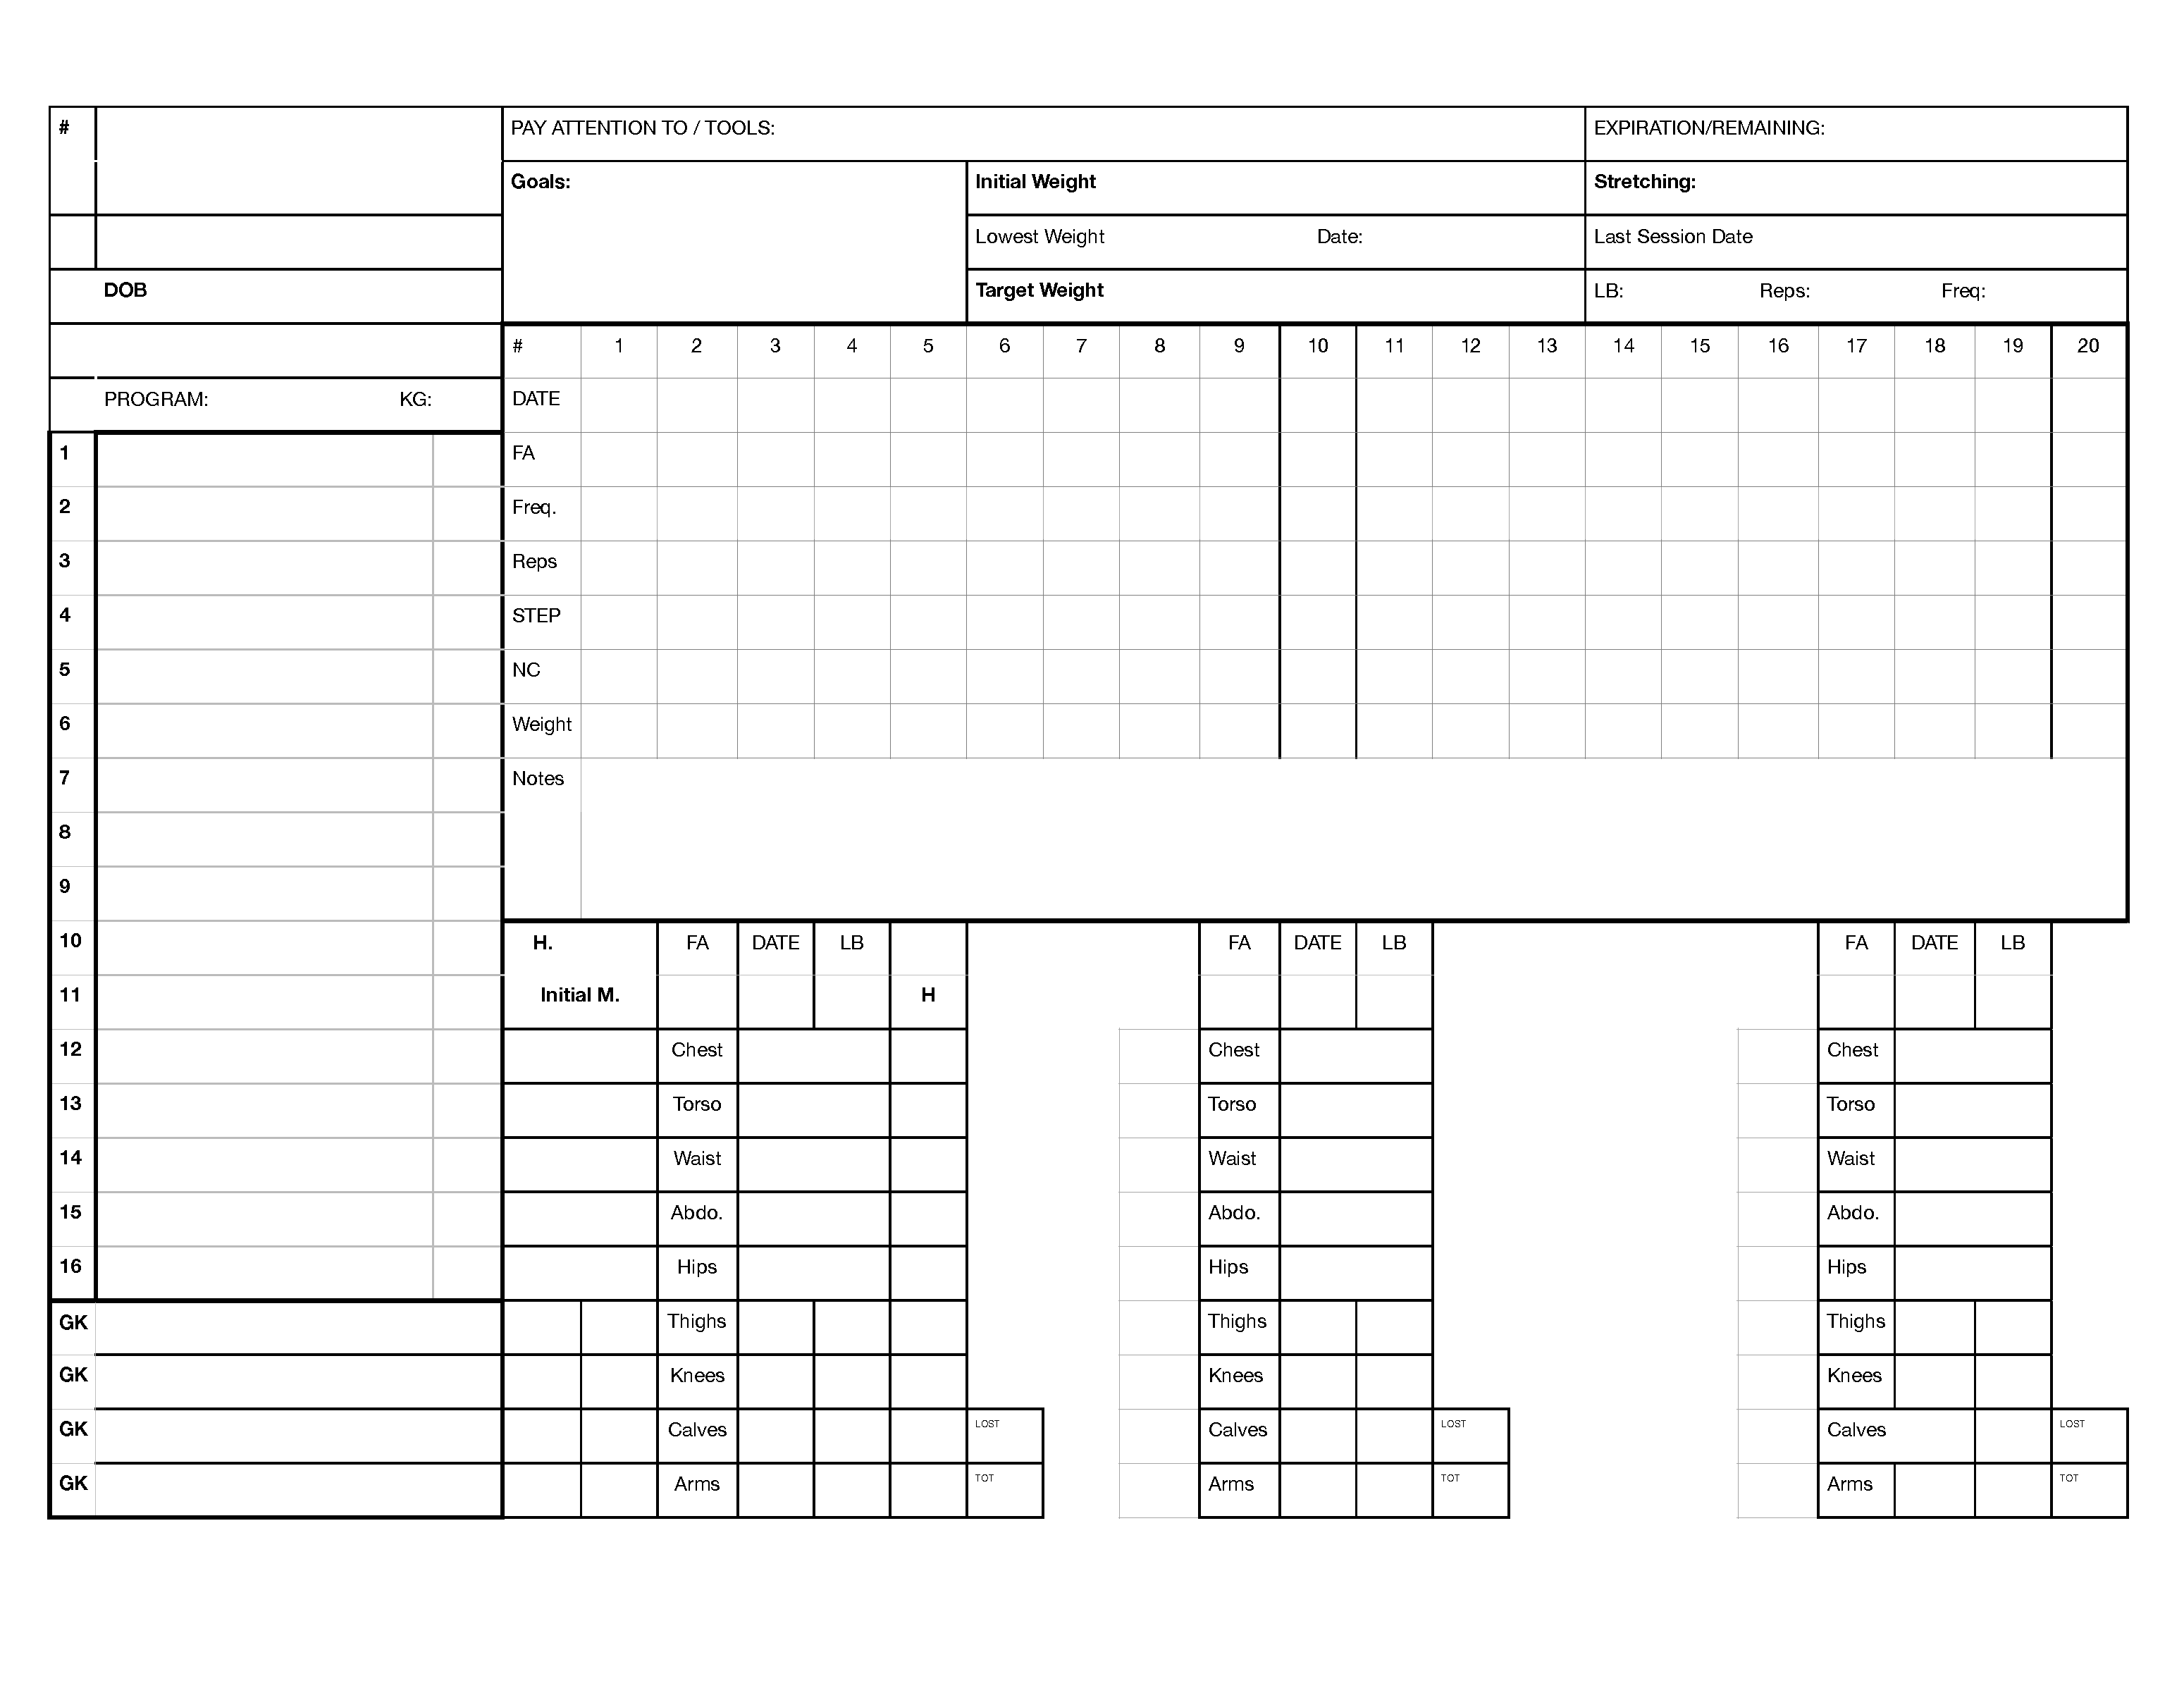 # PAY ATTENTION TO / TOOLS: EXPIRATION/REMAINING:
Goals: Initial Weight Stretching:
Lowest Weight Date: Last Session Date
DOB Target Weight LB: Reps: Freq:
# 1 2 3 4 5 6 7 8 9 10 11 12 13 14 15 16 17 18 19 20
PROGRAM: KG: DATE
1 FA
2 Freq.
3 Reps
4 STEP
5 NC
6 Weight
7 Notes
8
9
10 H. FA DATE LB FA DATE LB FA DATE LB
11 Initial M. H
12 Chest Chest Chest
13 Torso Torso Torso
14 Waist Waist Waist
15 Abdo. Abdo. Abdo.
16 Hips Hips Hips
GK Thighs Thighs Thighs
GK Knees Knees Knees
GK Calves LOST Calves LOST Calves LOST
GK Arms TOT Arms TOT Arms TOT